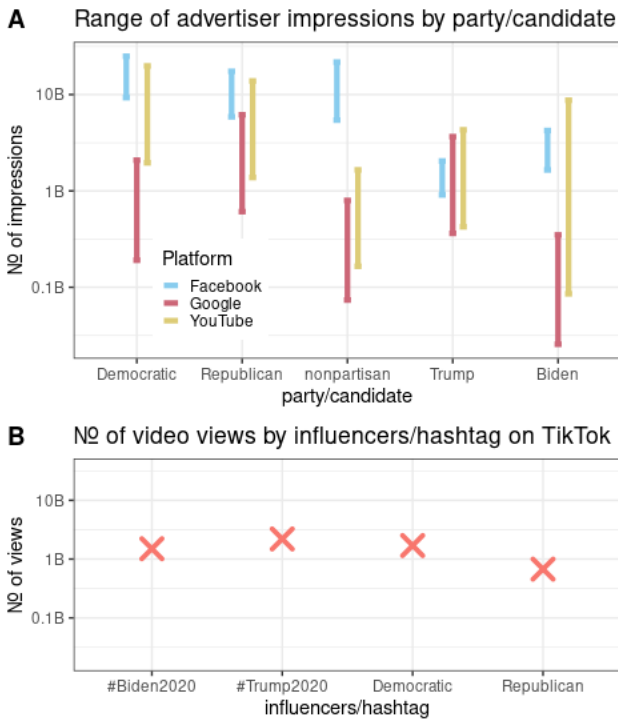 A Range of advertiser impressions by party/candidate
Nº of impressions
10B
1B
0.1B
Platform
Facebook
Google
YouTube
Democratic Republican nonpartisan Trump Biden
party/candidate
B Nº of video views by influencers/hashtag on TikTok
Nº of views
10B
1B
0.1B
#Biden2020 #Trump2020 Democratic Republican
influencers/hashtag